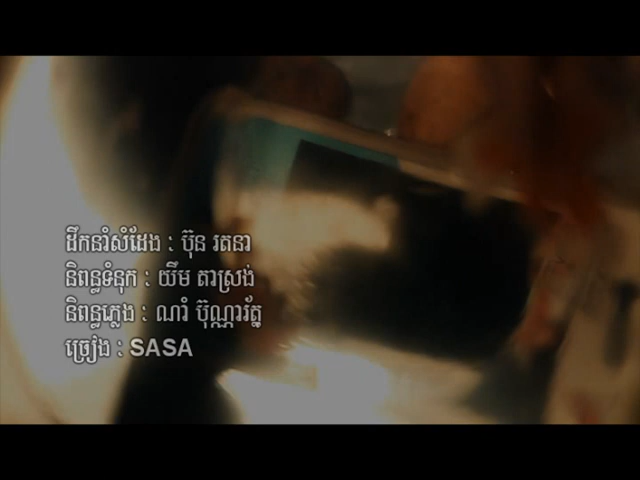 ដឹកនាំសំដែង : ប៊ុន រតនា
និពន្ធទំនុក : យឹម តាស្រង់
និពន្ធភ្លេង : ណាំ ប៊ុណ្ណារ័ត្ន
ច្រៀង : SASA